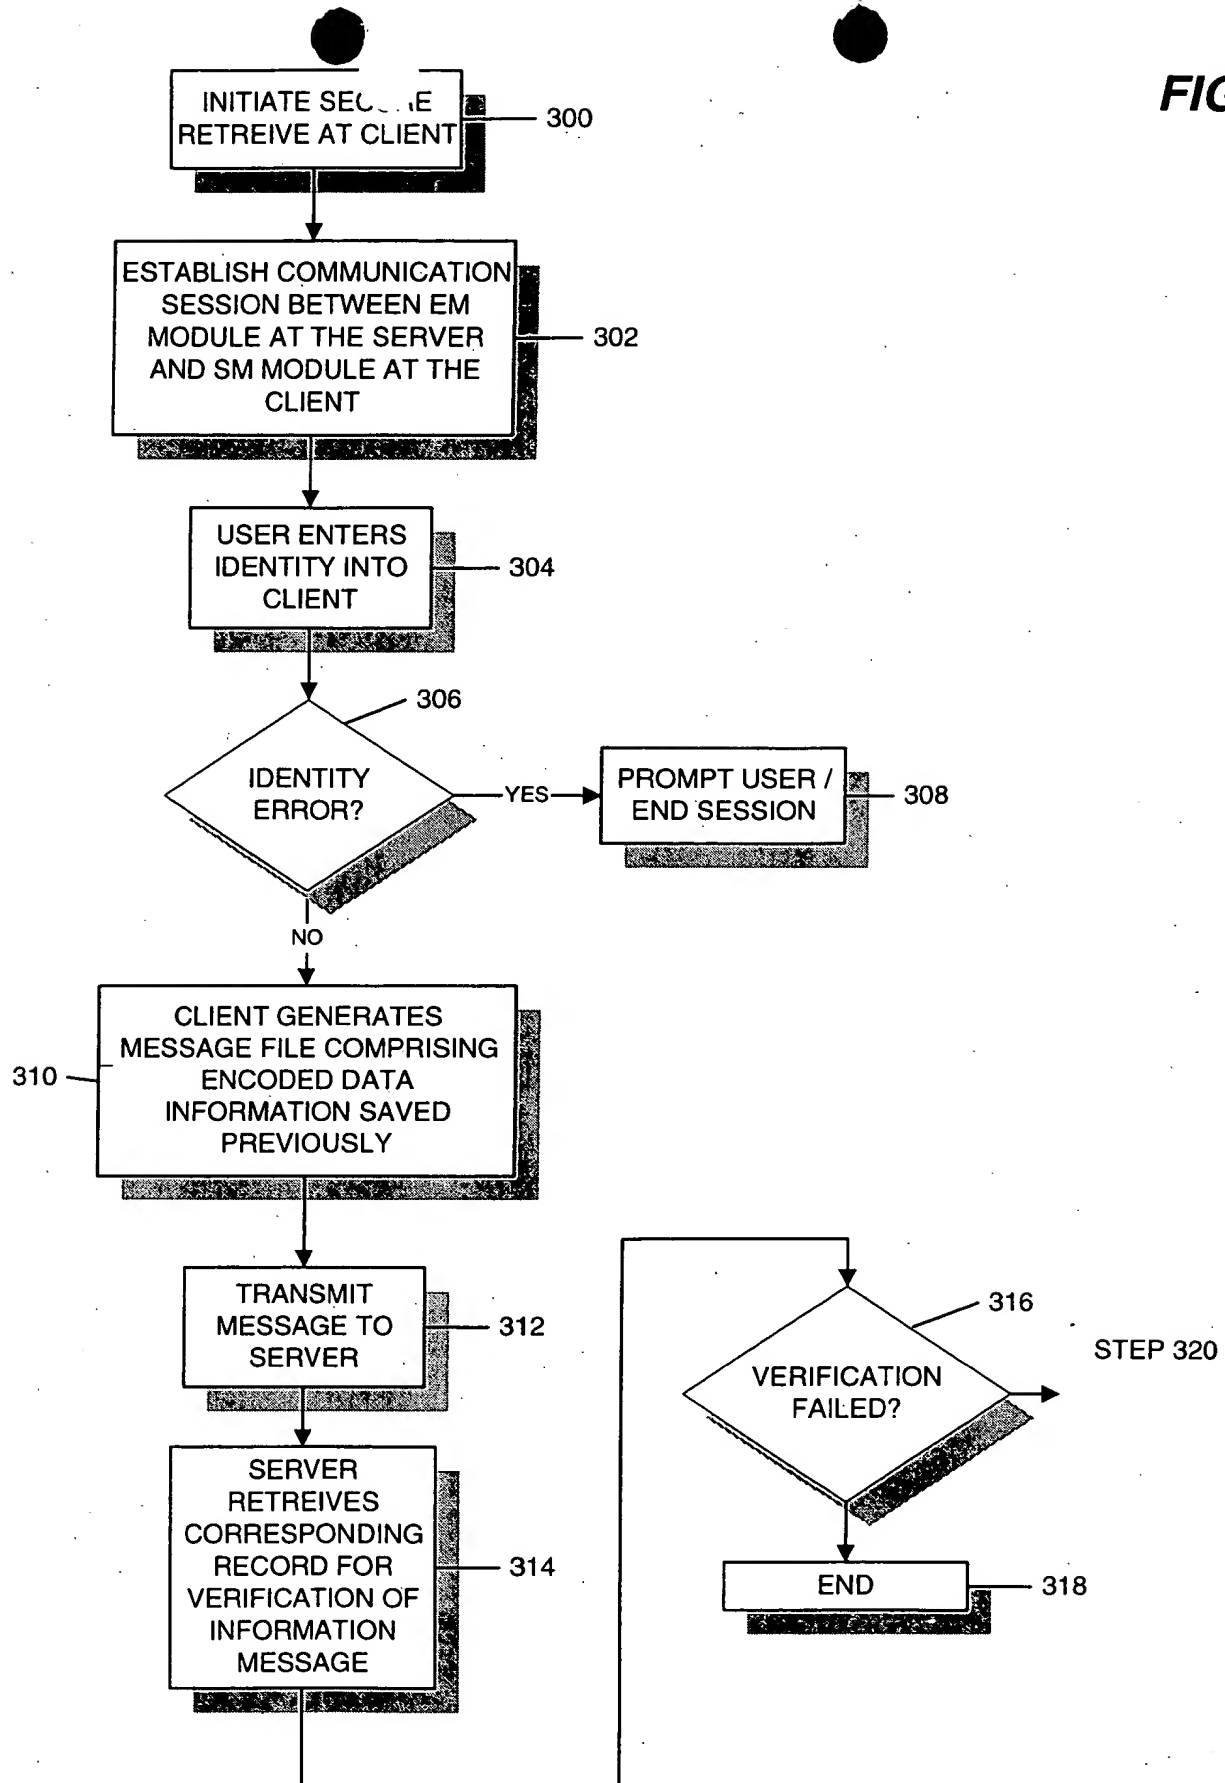 FIG
INITIATE
RETREIVE AT CLIENT
300
ESTABLISH COMMUNICATION
SESSION BETWEEN EM
MODULE AT THE SERVER
AND SM MODULE AT THE
CLIENT
302
USER ENTERS
IDENTITY INTO
CLIENT
304
306
IDENTITY
ERROR?
YES
PROMPT USER /
END SESSION
308
NO
CLIENT GENERATES
MESSAGE FILE COMPRISING
ENCODED DATA
INFORMATION SAVED
PREVIOUSLY
310
TRANSMIT
MESSAGE TO
SERVER
312
SERVER
RETREIVES
CORRESPONDING
RECORD FOR
VERIFICATION OF
INFORMATION
MESSAGE
314
316
VERIFICATION
FAILED?
STEP 320
END
318